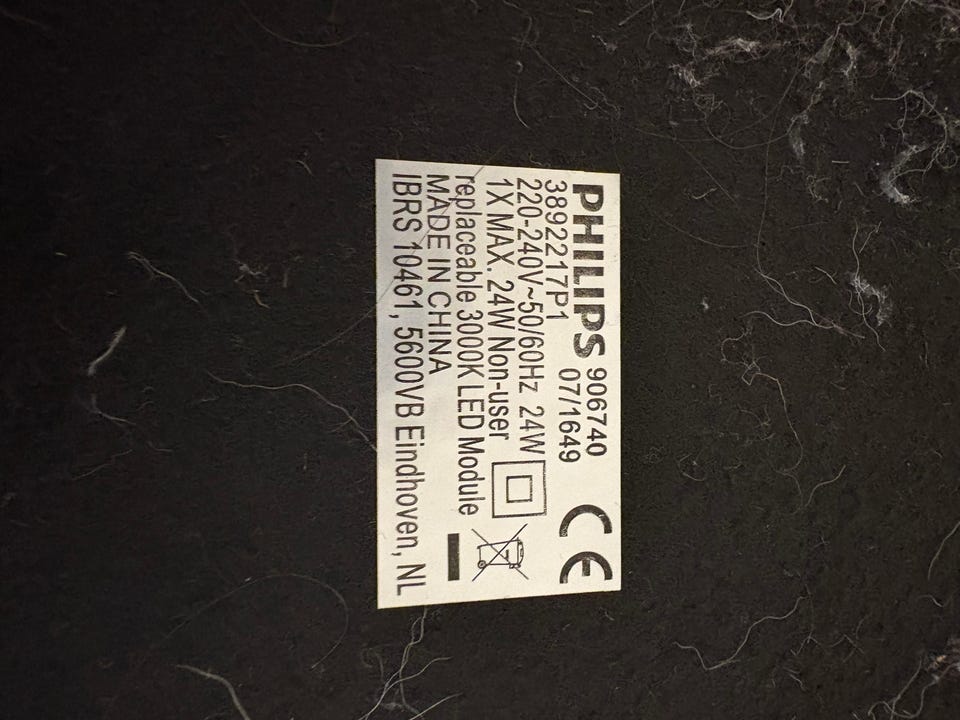 PHILIPS 906740
3892217P1 07/1649
220-240V~50/60Hz 24W
1X MAX. 24W Non-user
replaceable 3000K LED Module
MADE IN CHINA
IBRS 10461, 5600VB Eindhoven, NL
CE